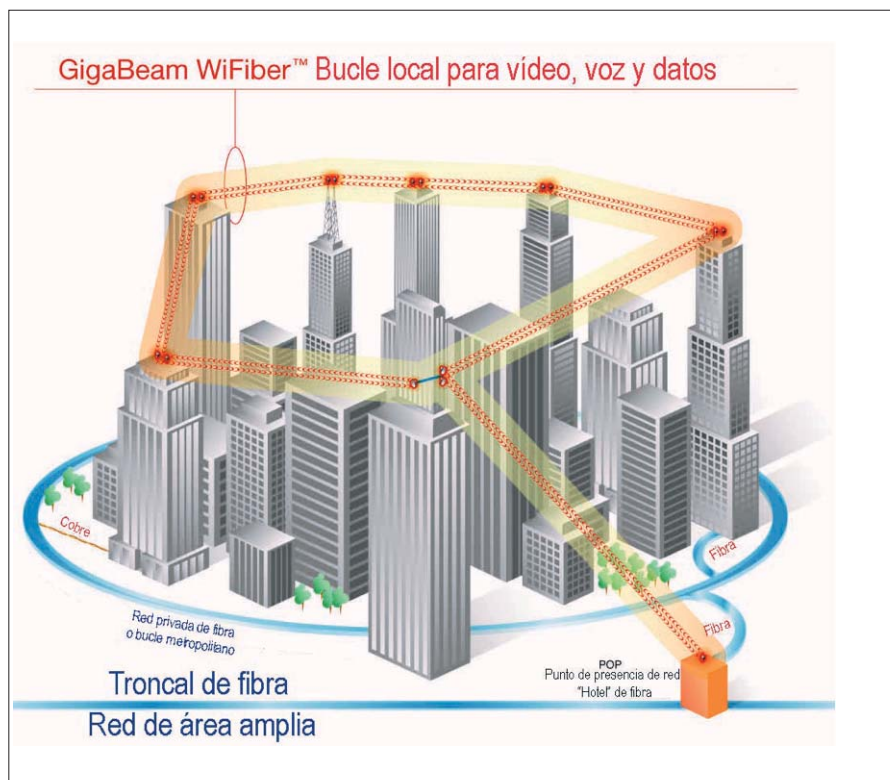 GigaBeam WiFiber™ Bucle local para vídeo, voz y datos
Cobre
Fibra
Red privada de fibra
o bucle metropolitano
Fibra
POP
Punto de presencia de red
"Hotel" de fibra
Troncal de fibra
Red de área amplia